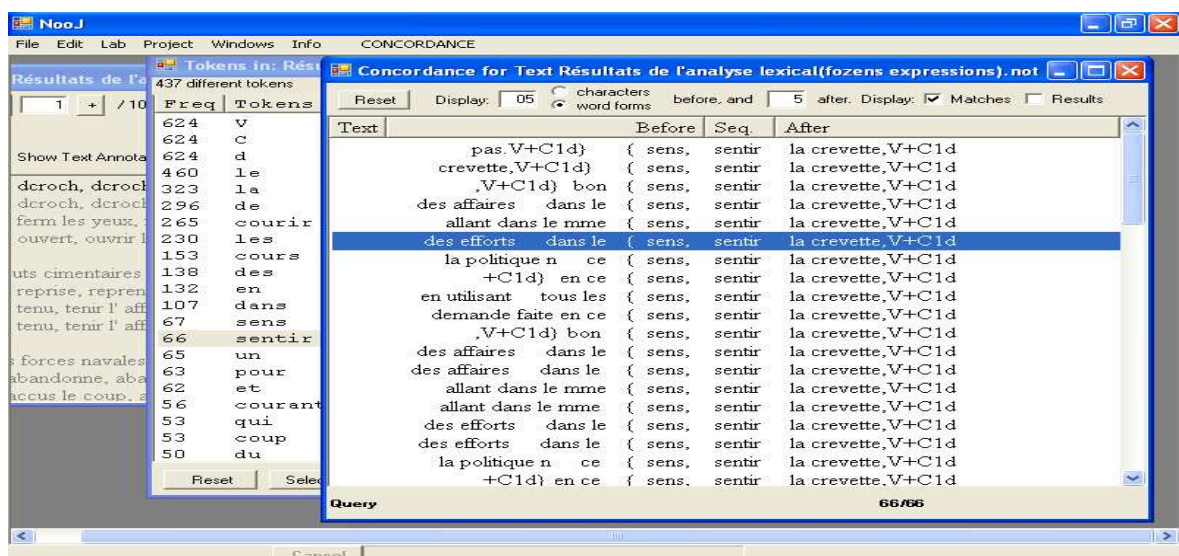 NooJ
File Edit Lab Project Windows Info CONCORDANCE
Résultats de l'a
1 + / 10
Show Text Annota
dcroch, dcroch
dcroch, dcroch
ferm les yeux,
ouvert, ouvrir l
uts cimentaires
reprise, repren
tenu, tenir l' aff
tenu, tenir l' aff
forces navales
abandonne, aba
accus le coup, a
Tokens in: Résu
437 different tokens
Freq Tokens
624 V
624 C
624 d
460 le
323 la
296 de
265 courir
230 les
153 cours
138 des
132 en
107 dans
67 sens
66 sentir
65 un
63 pour
62 et
56 courant
53 qui
53 coup
50 du
Reset Selec
Concordance for Text Résultats de l'analyse lexical(fozens expressions).not
Reset Display: 05 characters word forms before, and 5 after. Display: Matches Results
Text Before Seq. After
pas.V+C1d} { sens, sentir la crevette,V+C1d
crevette,V+C1d} { sens, sentir la crevette,V+C1d
,V+C1d} bon { sens, sentir la crevette,V+C1d
des affaires dans le { sens, sentir la crevette,V+C1d
allant dans le mme { sens, sentir la crevette,V+C1d
des efforts dans le { sens, sentir la crevette,V+C1d
la politique n ce { sens, sentir la crevette,V+C1d
+C1d} en ce { sens, sentir la crevette,V+C1d
en utilisant tous les { sens, sentir la crevette,V+C1d
demande faite en ce { sens, sentir la crevette,V+C1d
,V+C1d} bon { sens, sentir la crevette,V+C1d
des affaires dans le { sens, sentir la crevette,V+C1d
des affaires dans le { sens, sentir la crevette,V+C1d
allant dans le mme { sens, sentir la crevette,V+C1d
allant dans le mme { sens, sentir la crevette,V+C1d
des efforts dans le { sens, sentir la crevette,V+C1d
des efforts dans le { sens, sentir la crevette,V+C1d
la politique n ce { sens, sentir la crevette,V+C1d
+C1d} en ce { sens, sentir la crevette,V+C1d
Query 66/66
Cancel